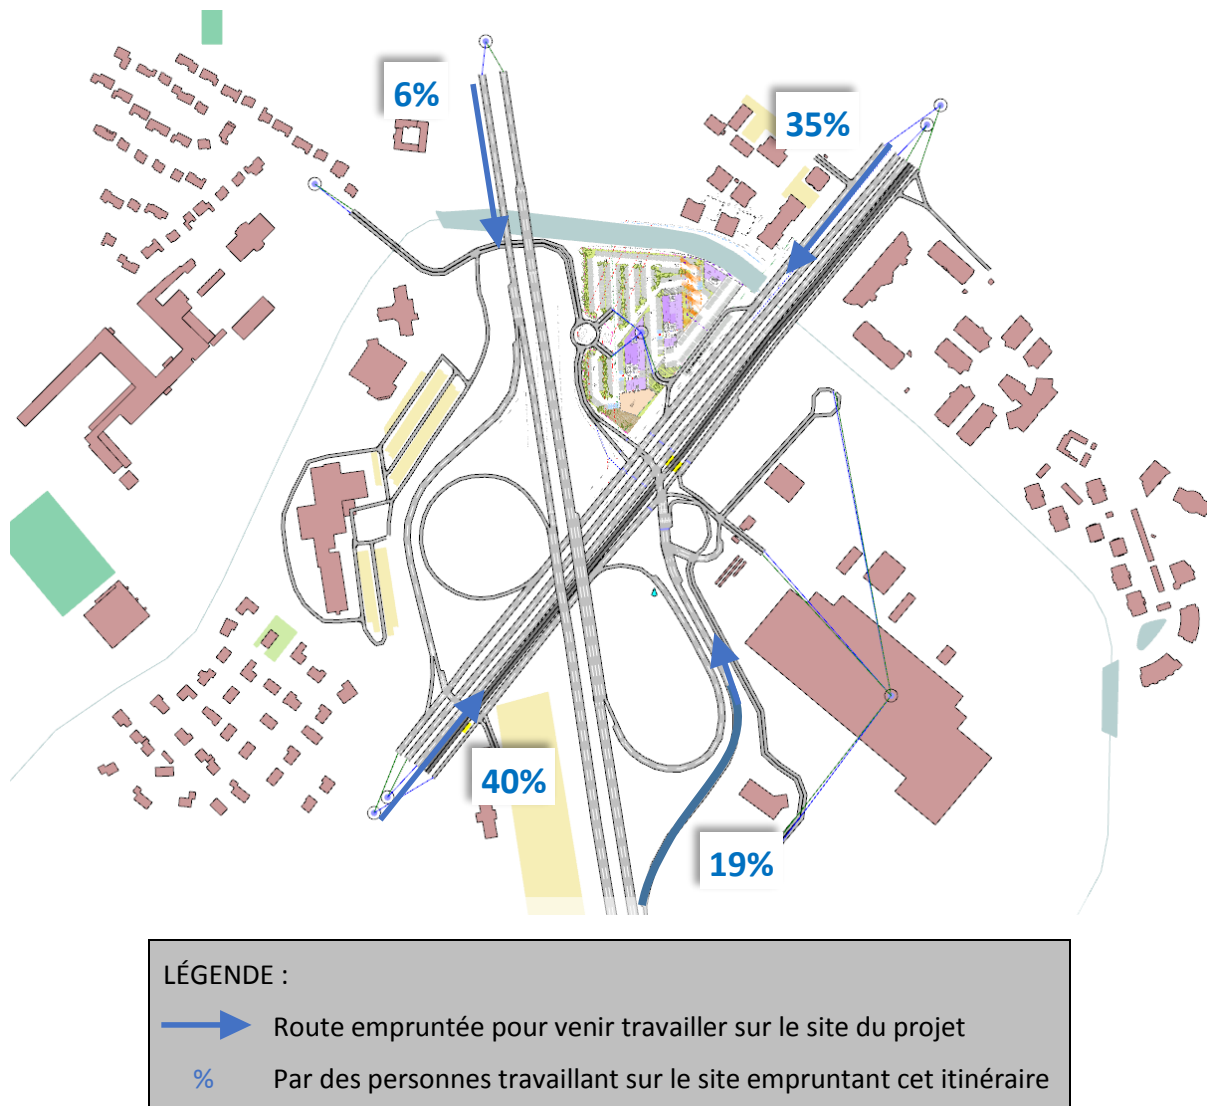 6%
35%
40%
19%
LÉGENDE :
Route empruntée pour venir travailler sur le site du projet
% Par des personnes travaillant sur le site empruntant cet itinéraire